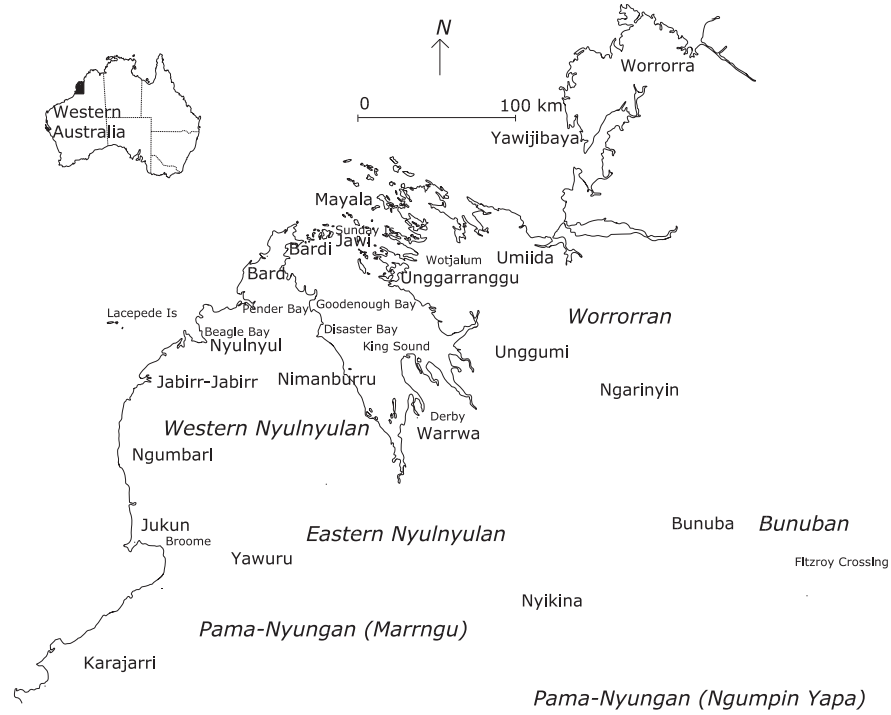 N
Worrorra
0
100 km
Western
Australia
Yawijibaya
Mayala
Sunday I
Jawi
Bardi
Umiida
Wotjalum
Bard
Unggarranggu
Lacepede Is
Pender Bay
Goodenough Bay
Worrorran
Beagle Bay
Disaster Bay
Nyulnyul
King Sound
Unggumi
Jabirr-Jabirr
Nimanburru
Ngarinyin
Derby
Western Nyulnyulan
Warrwa
Ngumbarl
Jukun
Bunuba
Bunuban
Eastern Nyulnyulan
Broome
Yawuru
Fitzroy Crossing
Nyikina
Pama-Nyungan (Marrngu)
Karajarri
Pama-Nyungan (Ngumpin Yapa)